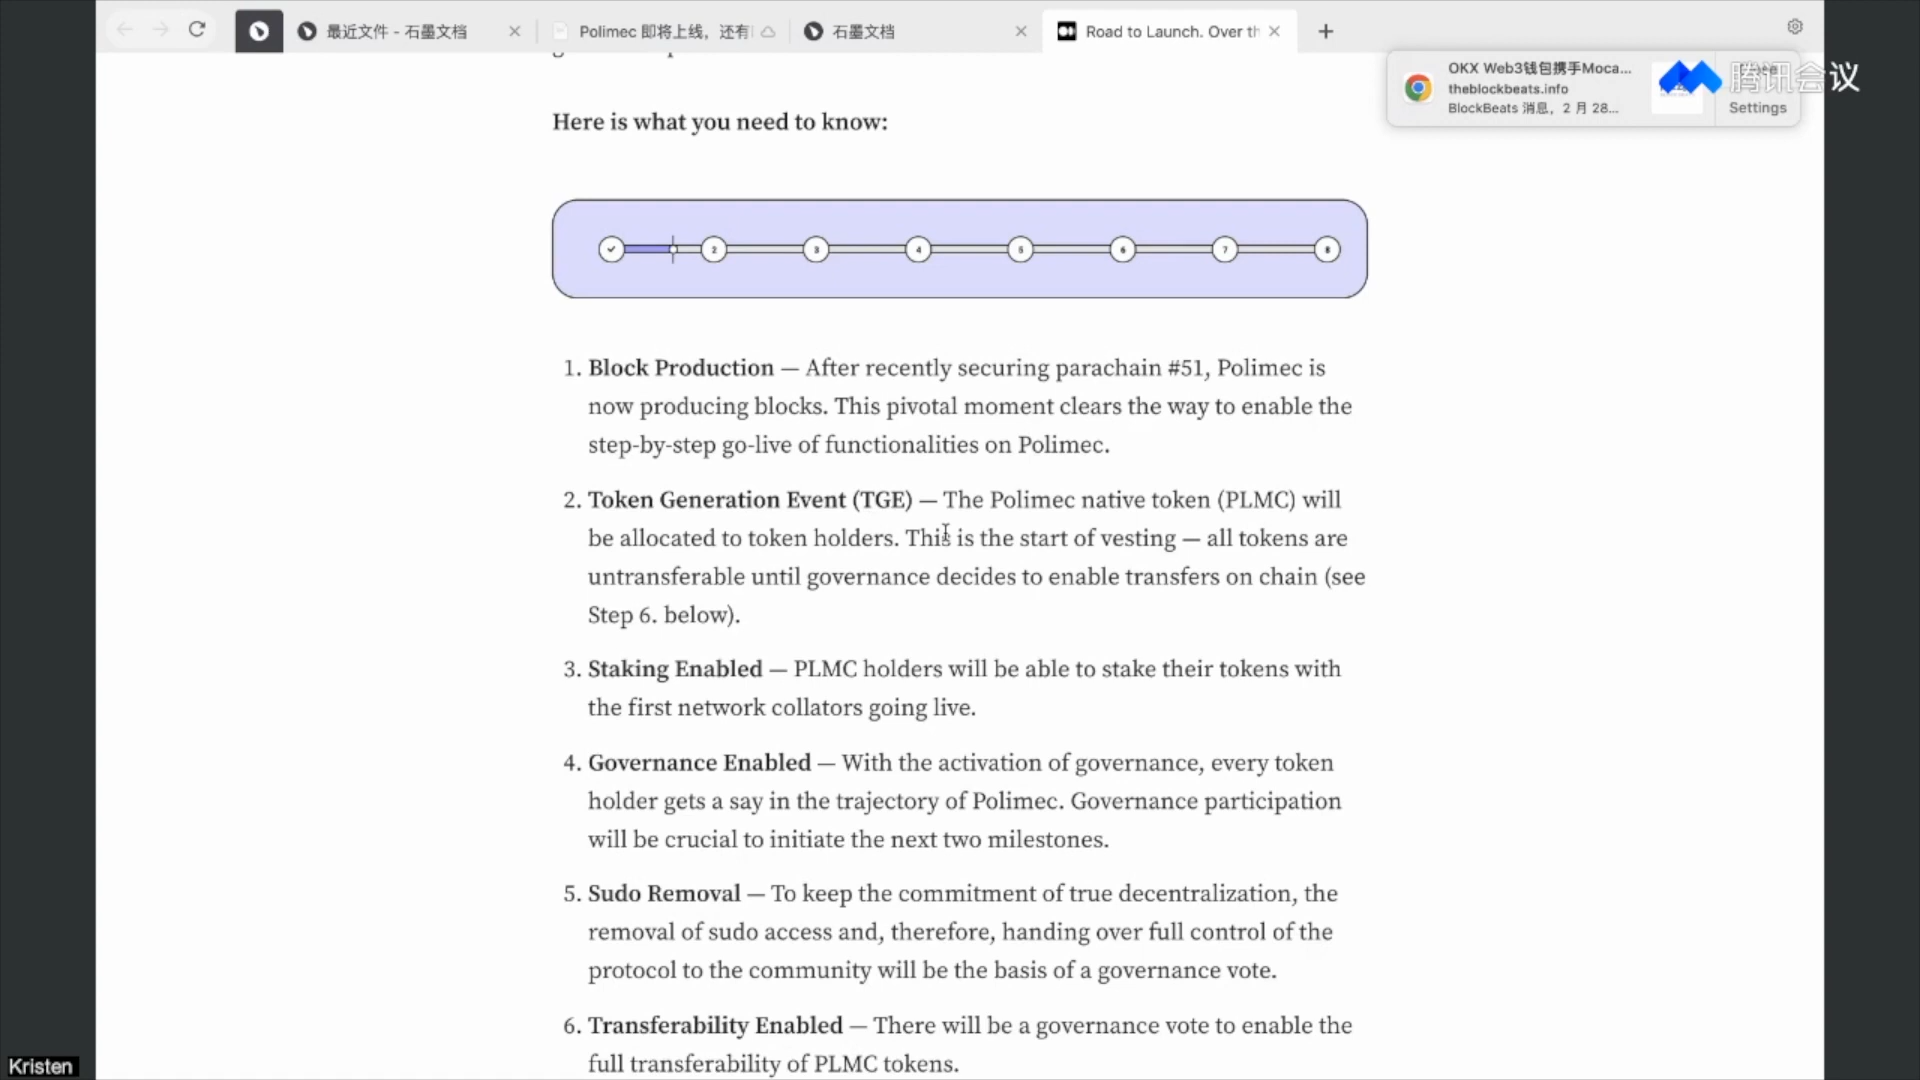 最近文件 - 石墨文档
Polimec 即将上线，还有
石墨文档
Road to Launch. Over th
OKX Web3钱包携手Moca...
theblockbeats.info
BlockBeats 消息，2 月 28...
Settings
腾讯会议
Here is what you need to know:
2 3 4 5 6 7 8
1. Block Production — After recently securing parachain #51, Polimec is
now producing blocks. This pivotal moment clears the way to enable the
step-by-step go-live of functionalities on Polimec.
2. Token Generation Event (TGE) — The Polimec native token (PLMC) will
be allocated to token holders. This is the start of vesting — all tokens are
untransferable until governance decides to enable transfers on chain (see
Step 6. below).
3. Staking Enabled — PLMC holders will be able to stake their tokens with
the first network collators going live.
4. Governance Enabled — With the activation of governance, every token
holder gets a say in the trajectory of Polimec. Governance participation
will be crucial to initiate the next two milestones.
5. Sudo Removal — To keep the commitment of true decentralization, the
removal of sudo access and, therefore, handing over full control of the
protocol to the community will be the basis of a governance vote.
6. Transferability Enabled — There will be a governance vote to enable the
full transferability of PLMC tokens.
Kristen